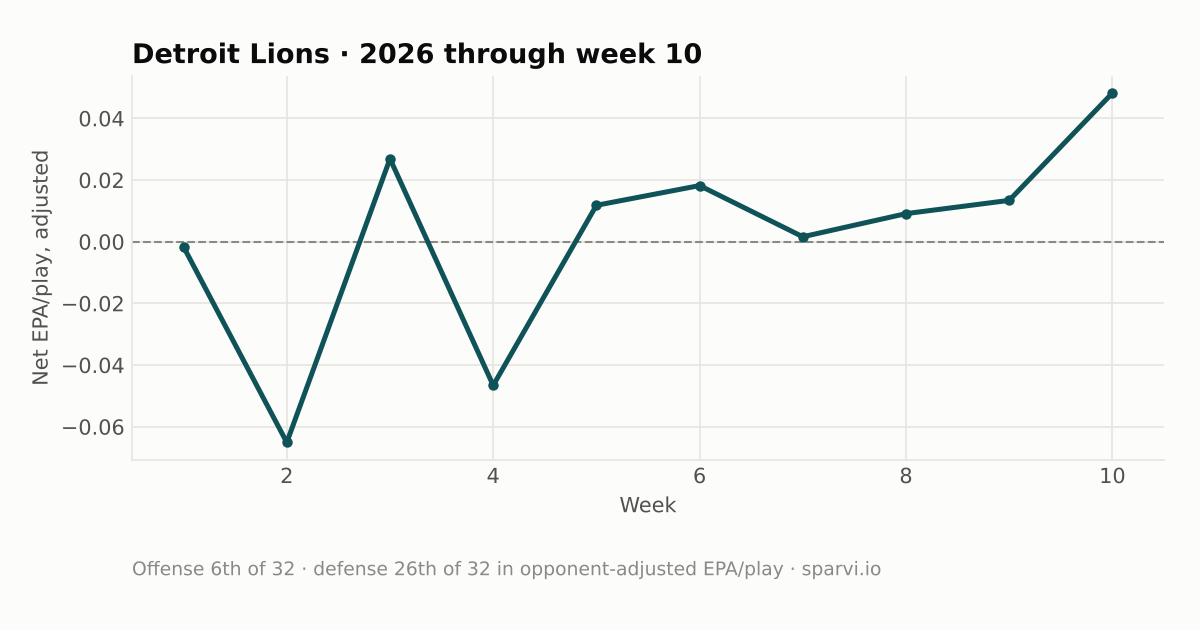 Detroit Lions · 2026 through week 10
Net EPA/play, adjusted
0.04
0.02
0.00
−0.02
−0.04
−0.06
2 4 6 8 10
Week
Offense 6th of 32 · defense 26th of 32 in opponent-adjusted EPA/play · sparvi.io